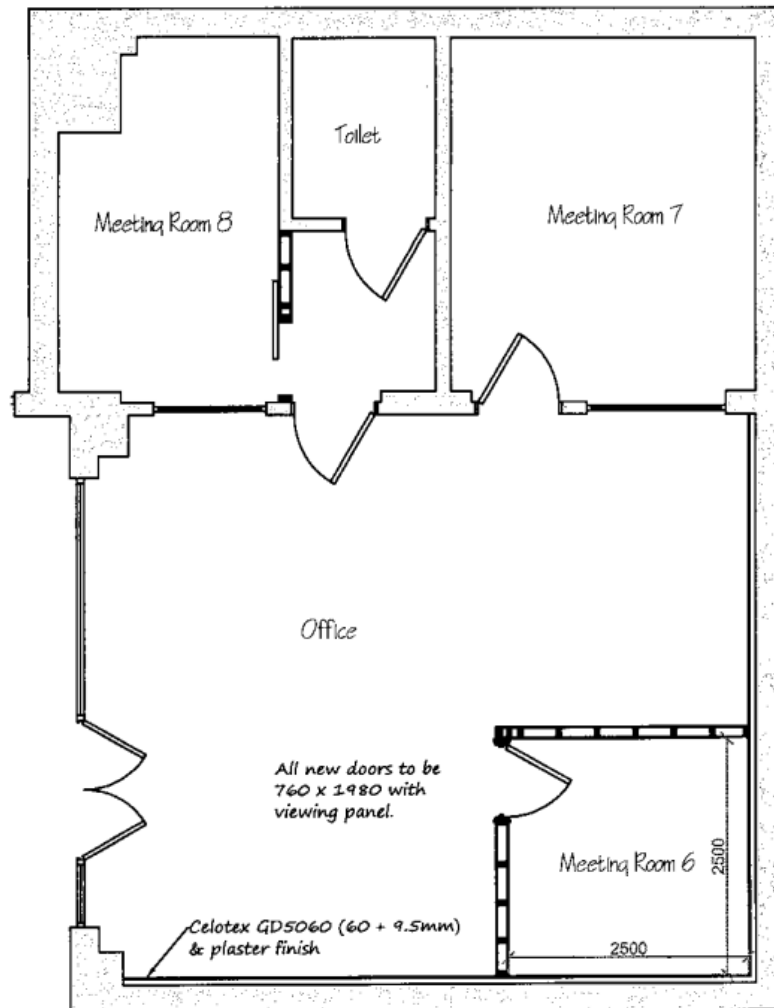 Toilet
Meeting Room 8
Meeting Room 7
Office
All new doors to be
760 x 1980 with
viewing panel.
Meeting Room 6
2500
2500
Celotex GD5060 (60 + 9.5mm)
& plaster finish